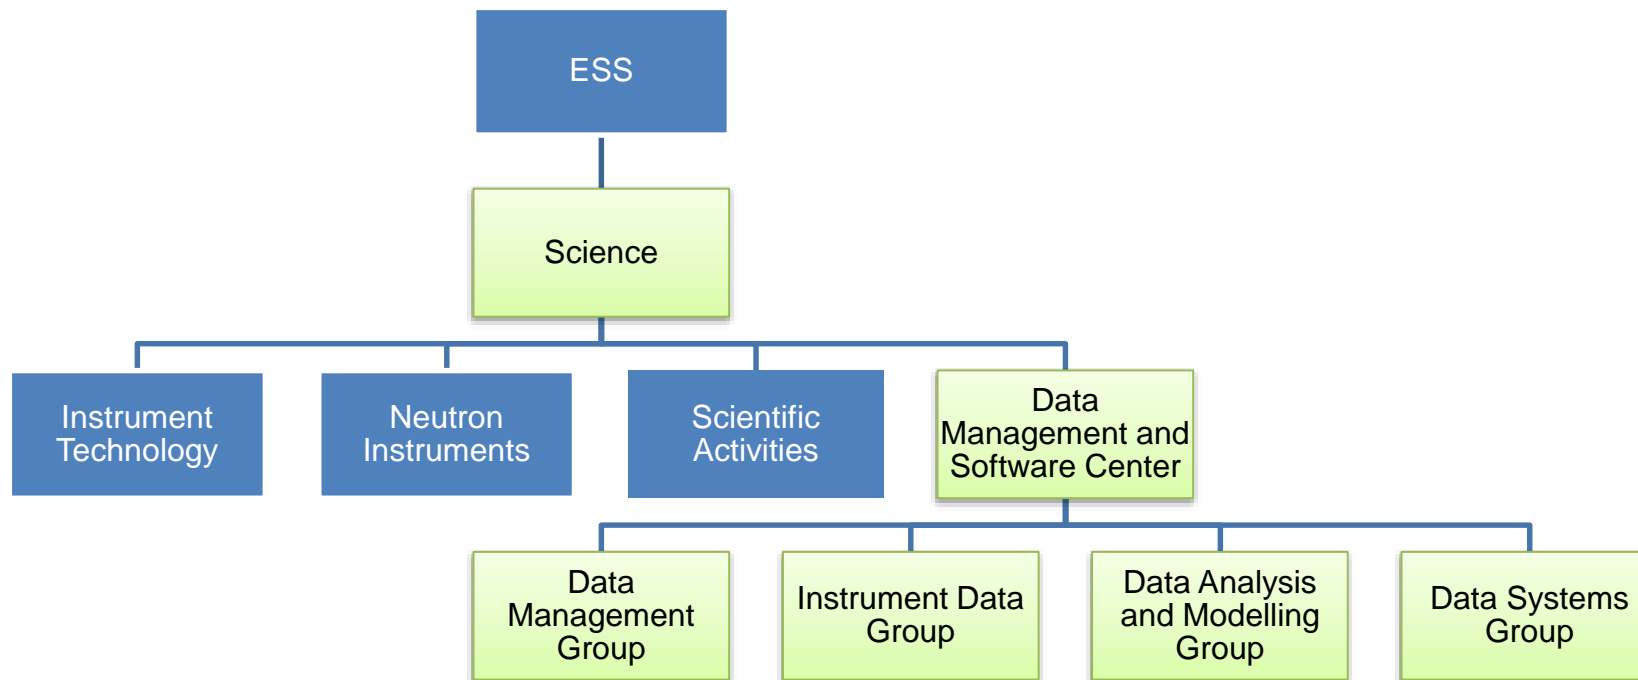 ESS
Science
Instrument
Technology
Neutron
Instruments
Scientific
Activities
Data
Management and
Software Center
Data
Management
Group
Instrument Data
Group
Data Analysis
and Modelling
Group
Data Systems
Group